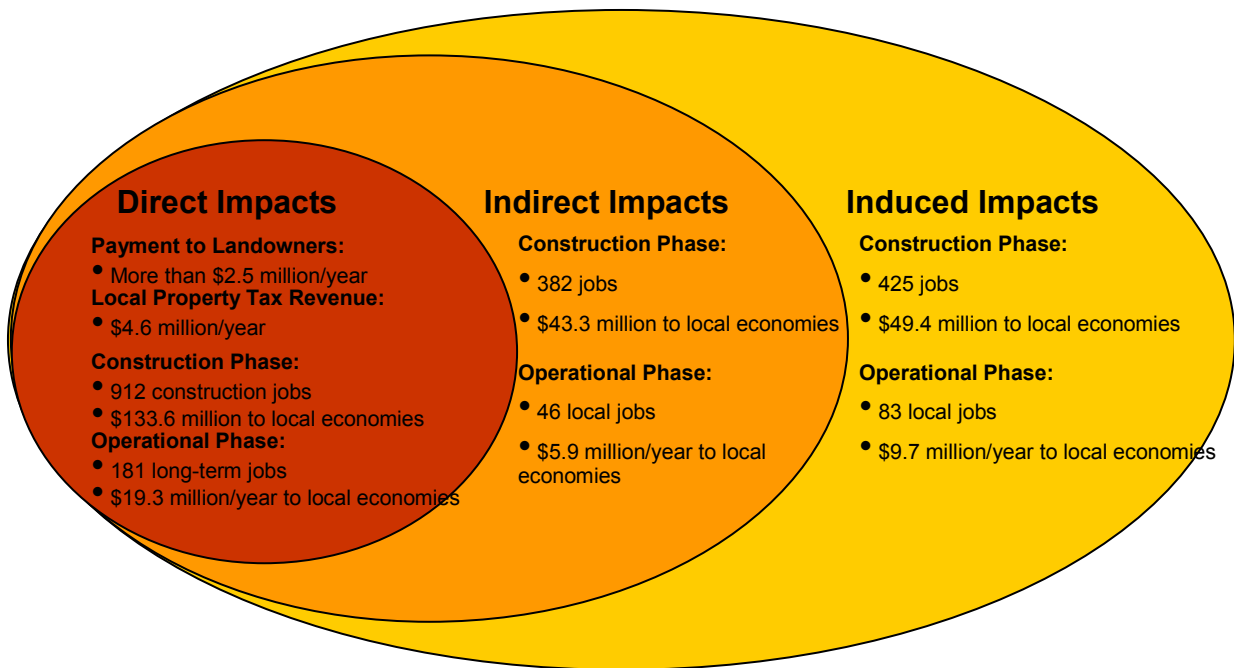 Direct Impacts
Payment to Landowners:
• More than $2.5 million/year
Local Property Tax Revenue:
• $4.6 million/year
Construction Phase:
• 912 construction jobs
• $133.6 million to local economies
Operational Phase:
• 181 long-term jobs
• $19.3 million/year to local economies
Indirect Impacts
Construction Phase:
• 382 jobs
• $43.3 million to local economies
Operational Phase:
• 46 local jobs
• $5.9 million/year to local
economies
Induced Impacts
Construction Phase:
• 425 jobs
• $49.4 million to local economies
Operational Phase:
• 83 local jobs
• $9.7 million/year to local economies